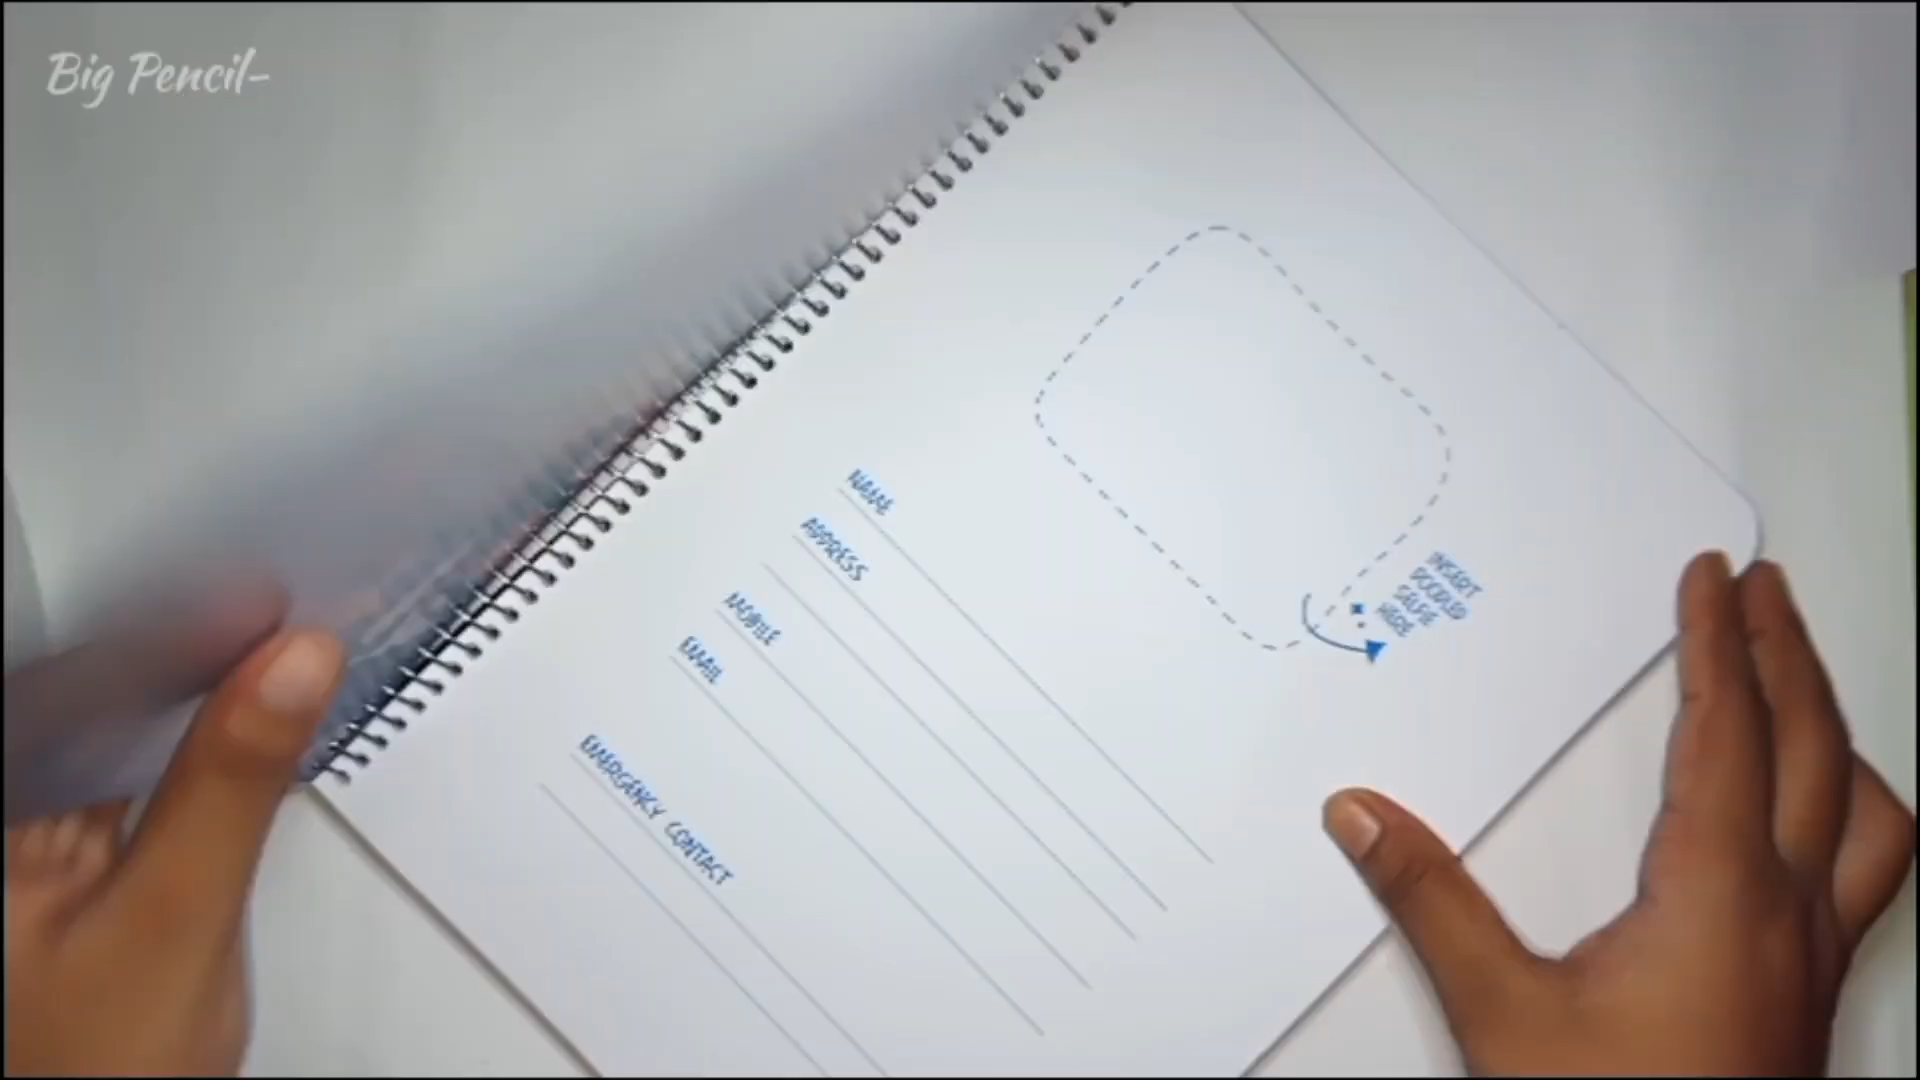 Big Pencil-
INSERT
DOODLED
SELFIE
HERE
NAME
ADDRESS
MOBILE
EMAIL
EMERGENCY CONTACT